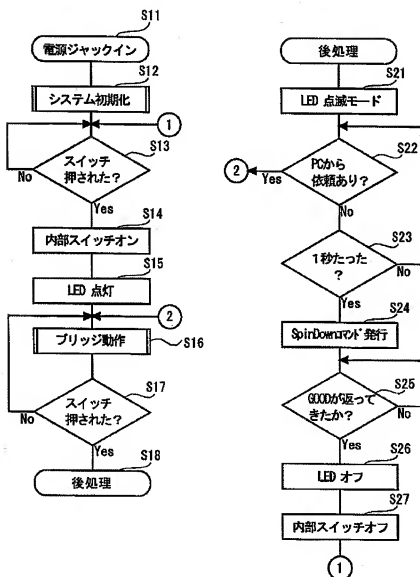 S11
電源ジャックイン
S12
システム初期化
1
S13
スイッチ
押された？
No
Yes
S14
内部スイッチオン
S15
LED 点灯
2
ブリッジ動作
S16
S17
スイッチ
押された？
No
Yes
S18
後処理
後処理
S21
LED 点滅モード
S22
PCから
依頼あり？
2
Yes
No
S23
1秒たった
？
No
Yes
S24
SpinDownコマンド発行
S25
GOODが返って
きたか？
No
Yes
S26
LED オフ
S27
内部スイッチオフ
1